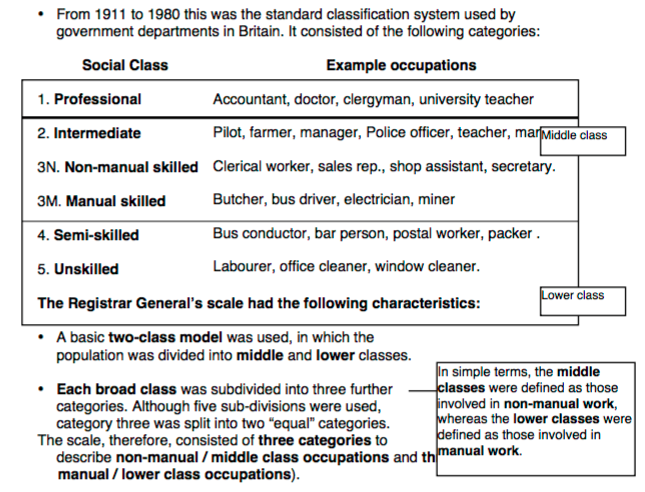 • From 1911 to 1980 this was the standard classification system used by
government departments in Britain. It consisted of the following categories:
Social Class Example occupations
1. Professional Accountant, doctor, clergyman, university teacher
2. Intermediate Pilot, farmer, manager, Police officer, teacher,
Middle class
3N. Non-manual skilled Clerical worker, sales rep., shop assistant, secretary.
3M. Manual skilled Butcher, bus driver, electrician, miner
4. Semi-skilled Bus conductor, bar person, postal worker, packer .
5. Unskilled Labourer, office cleaner, window cleaner.
The Registrar General's scale had the following characteristics:
Lower class
• A basic two-class model was used, in which the
population was divided into middle and lower classes.
• Each broad class was subdivided into three further
categories. Although five sub-divisions were used,
category three was split into two “equal” categories.
The scale, therefore, consisted of three categories to
describe non-manual / middle class occupations and
manual / lower class occupations).
In simple terms, the middle
classes were defined as those
involved in non-manual work,
whereas the lower classes were
defined as those involved in
manual work.